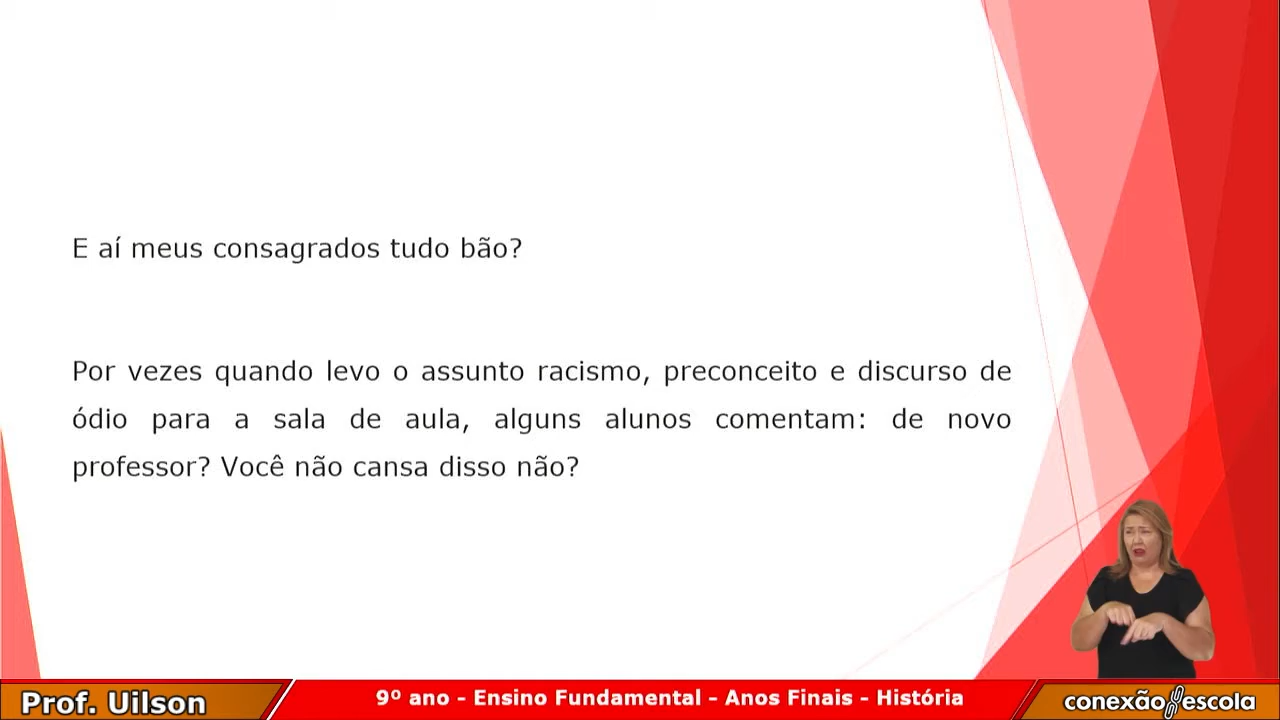 E aí meus consagrados tudo bão?
Por vezes quando levo o assunto racismo, preconceito e discurso de
ódio para a sala de aula, alguns alunos comentam: de novo
professor? Você não cansa disso não?
Prof. Uilson
9º ano - Ensino Fundamental - Anos Finais - História
conexão escola